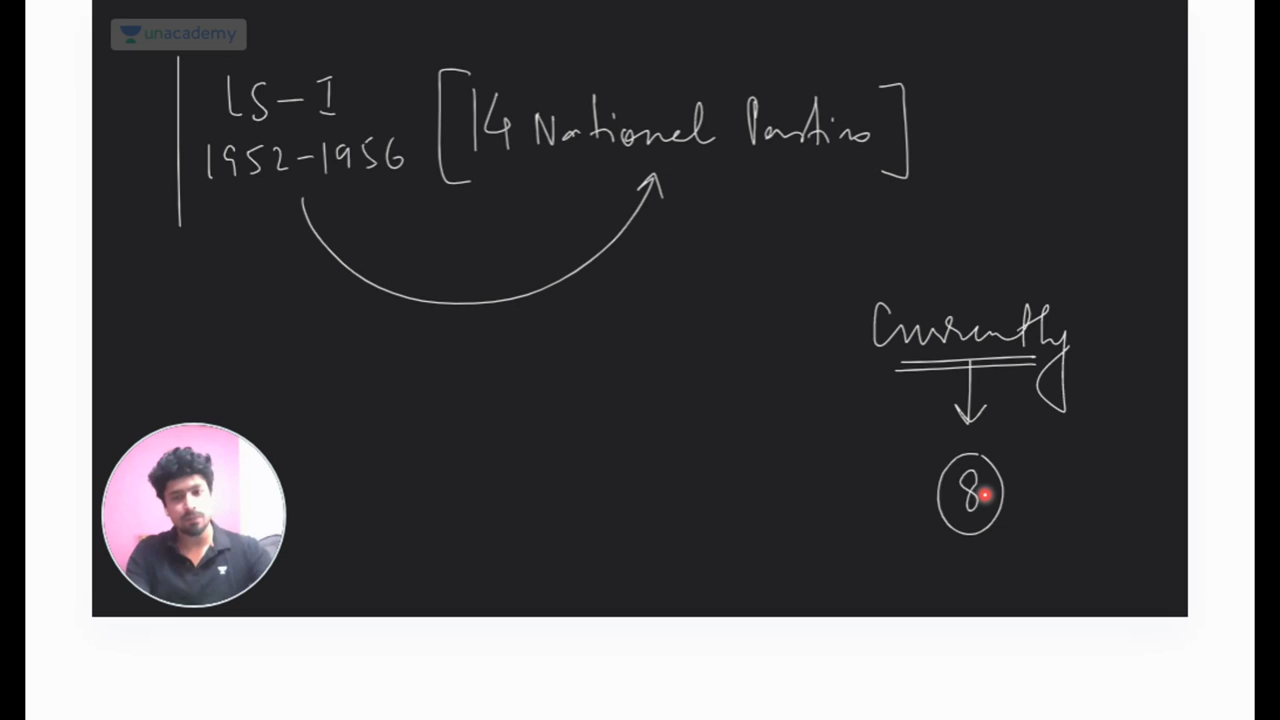 unacademy
LS-I
1952-1956
[14 National Parties]
Currently
8